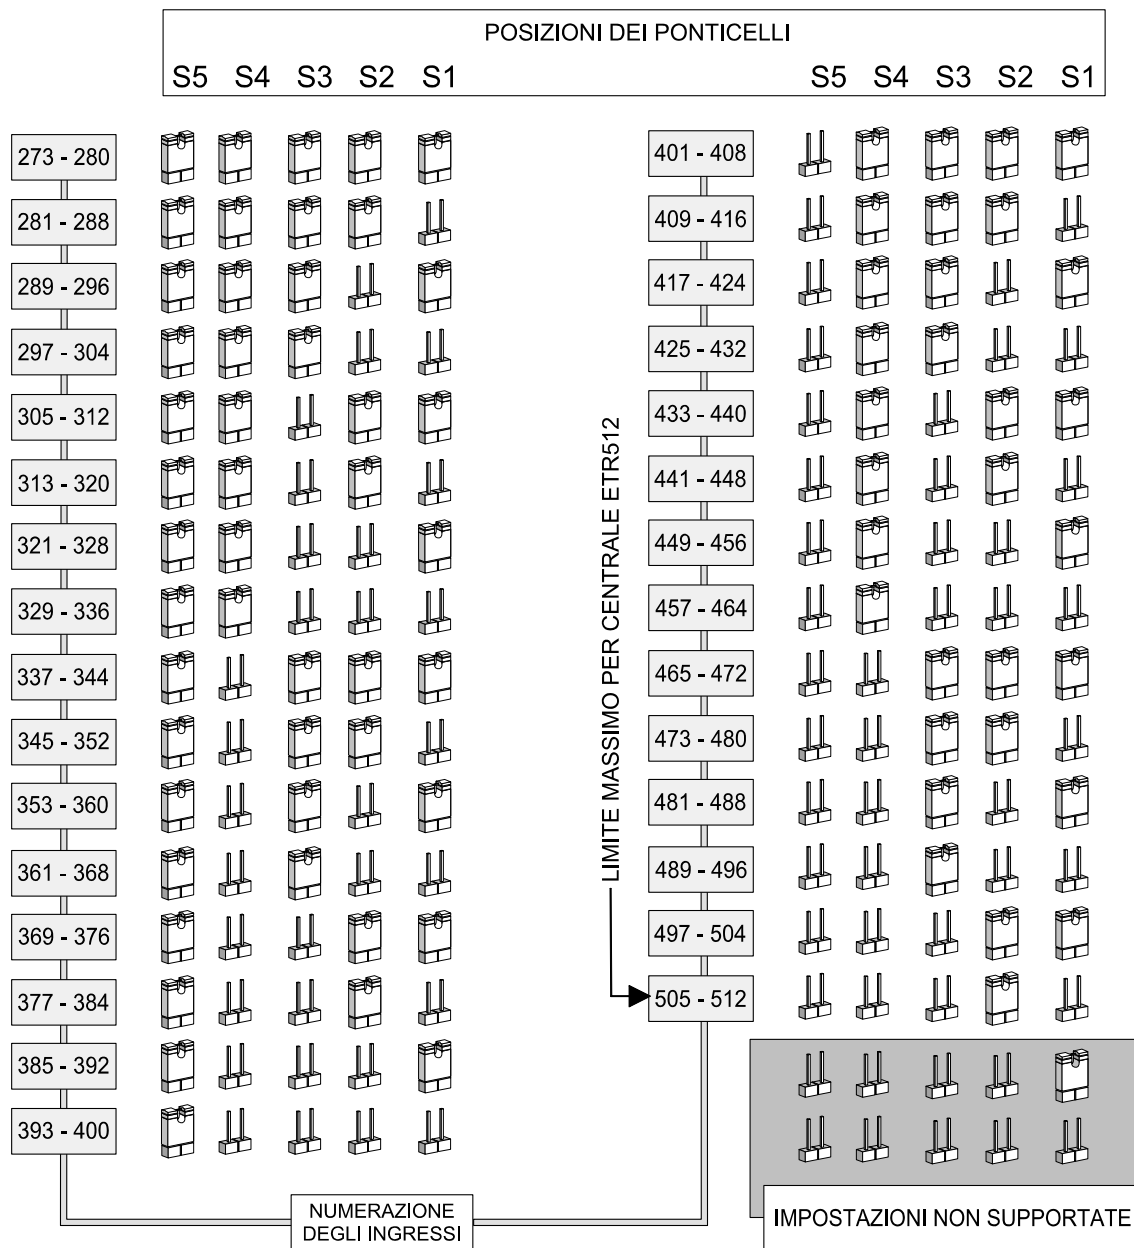 POSIZIONI DEI PONTICELLI
S5 S4 S3 S2 S1 S5 S4 S3 S2 S1
273 - 280
281 - 288
289 - 296
297 - 304
305 - 312
313 - 320
321 - 328
329 - 336
337 - 344
345 - 352
353 - 360
361 - 368
369 - 376
377 - 384
385 - 392
393 - 400
NUMERAZIONE
DEGLI INGRESSI
LIMITE MASSIMO PER CENTRALE ETR512
401 - 408
409 - 416
417 - 424
425 - 432
433 - 440
441 - 448
449 - 456
457 - 464
465 - 472
473 - 480
481 - 488
489 - 496
497 - 504
505 - 512
IMPOSTAZIONI NON SUPPORTATE